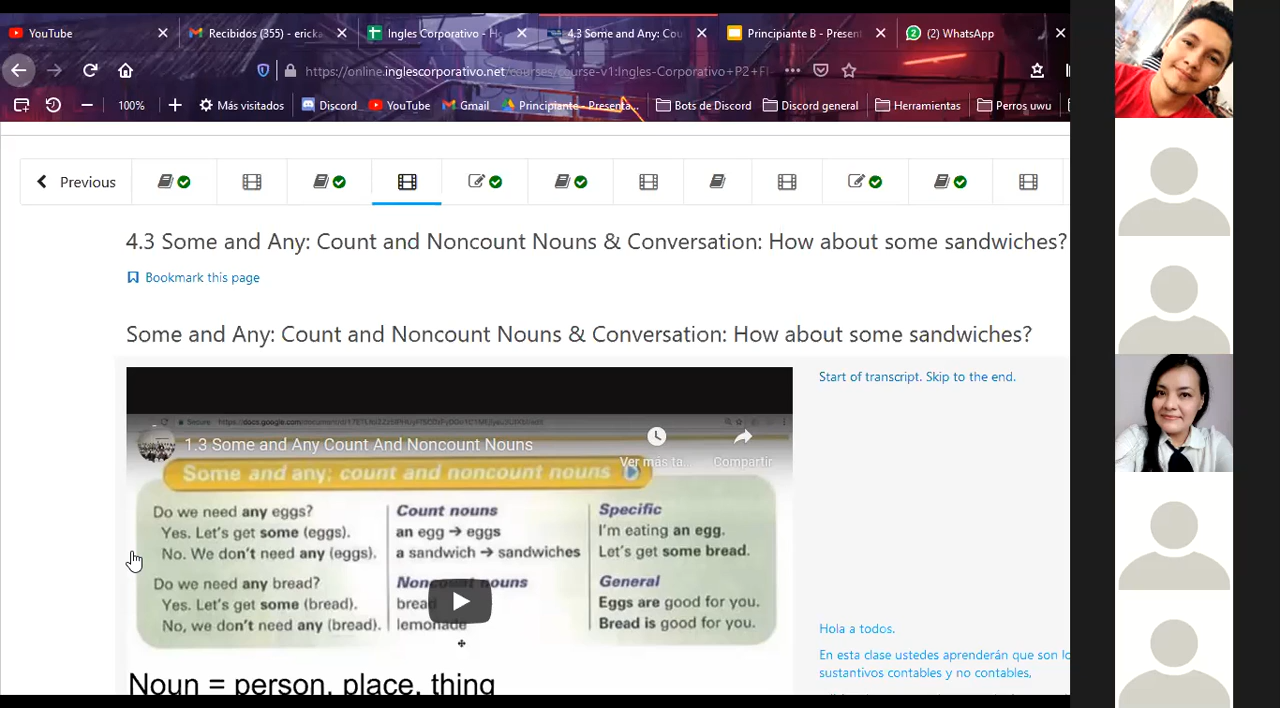 YouTube
Recibidos (355) - ericka
Ingles Corporativo - Ho
4.3 Some and Any: Cou
Principiante B - Present
(2) WhatsApp
https://online.inglescorporativo.net/courses/course-v1:Ingles-Corporativo+P2+Fl
100%
Más visitados
Discord
YouTube
Gmail
Principiante - Presenta...
Bots de Discord
Discord general
Herramientas
Perros uwu
Previous
4.3 Some and Any: Count and Noncount Nouns & Conversation: How about some sandwiches?
Bookmark this page
Some and Any: Count and Noncount Nouns & Conversation: How about some sandwiches?
Start of transcript. Skip to the end.
1.3 Some and Any Count And Noncount Nouns
Ver más ta...
Compartir
Some and any; count and noncount nouns
Do we need any eggs?
Yes. Let's get some (eggs).
No. We don't need any (eggs).
Do we need any bread?
Yes. Let's get some (bread).
No, we don't need any (bread).
Count nouns
an egg → eggs
a sandwich → sandwiches
Noncount nouns
bread
lemonade
Specific
I'm eating an egg.
Let's get some bread.
General
Eggs are good for you.
Bread is good for you.
Noun = person, place, thing
Hola a todos.
En esta clase ustedes aprenderán que son lo
sustantivos contables y no contables,